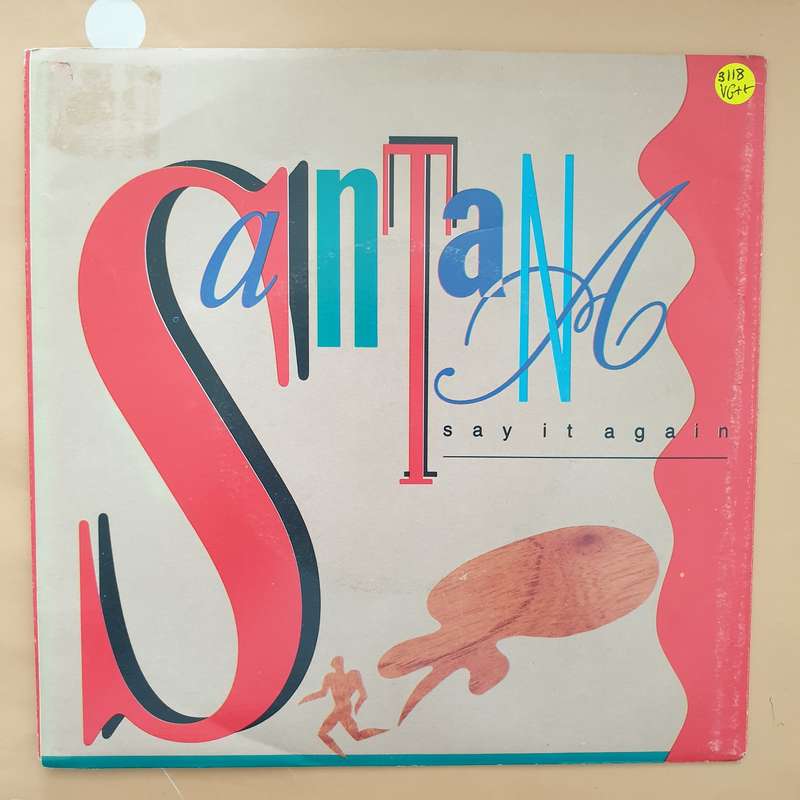 3118
VG++
SanTaNA
say it again